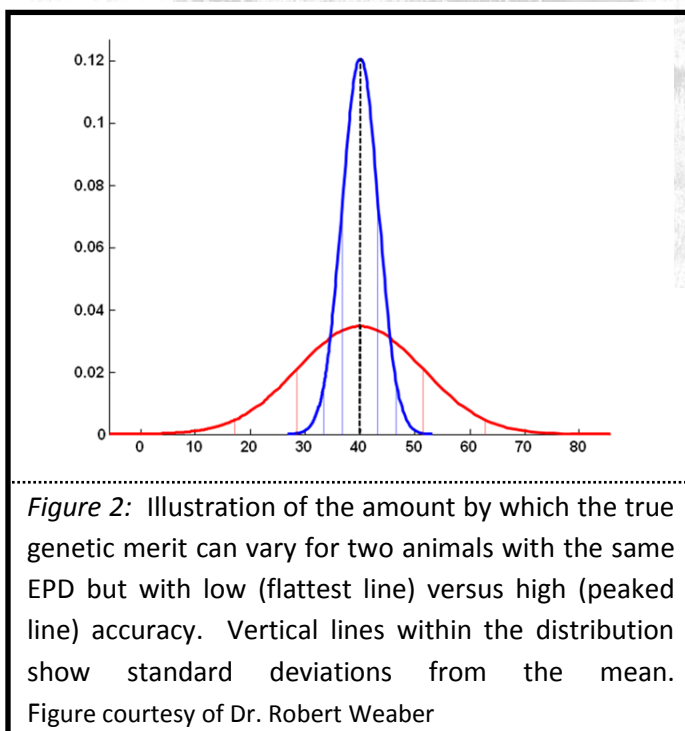 0.12
0.1
0.08
0.06
0.04
0.02
0
0 10 20 30 40 50 60 70 80
Figure 2: Illustration of the amount by which the true
genetic merit can vary for two animals with the same
EPD but with low (flattest line) versus high (peaked
line) accuracy. Vertical lines within the distribution
show standard deviations from the mean.
Figure courtesy of Dr. Robert Weaber